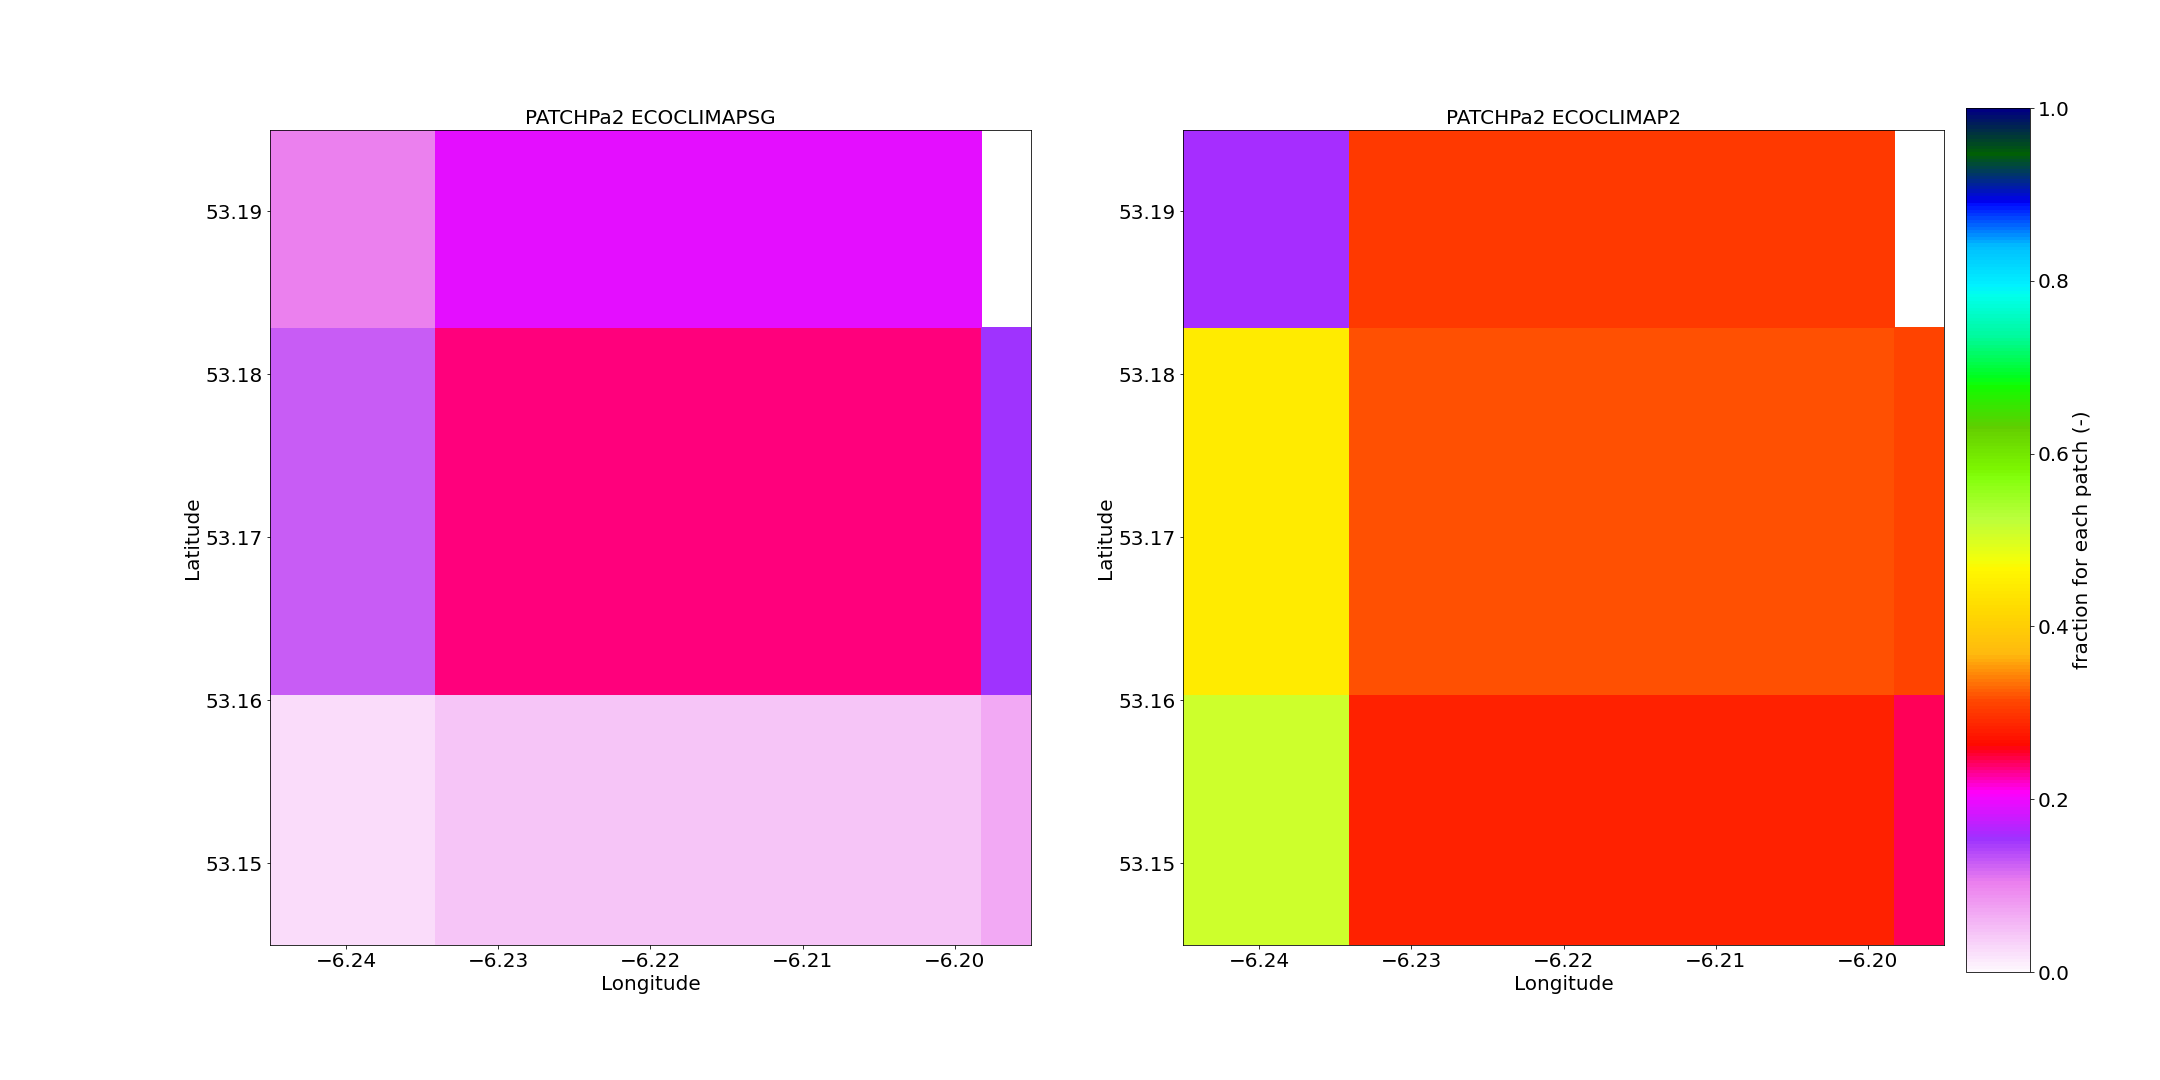 PATCHPa2 ECOCLIMAPSG
53.19
53.18
53.17
53.16
53.15
Latitude
−6.24 −6.23 −6.22 −6.21 −6.20
Longitude
PATCHPa2 ECOCLIMAP2
53.19
53.18
53.17
53.16
53.15
Latitude
−6.24 −6.23 −6.22 −6.21 −6.20
Longitude
1.0
0.8
0.6
0.4
0.2
0.0
fraction for each patch (-)